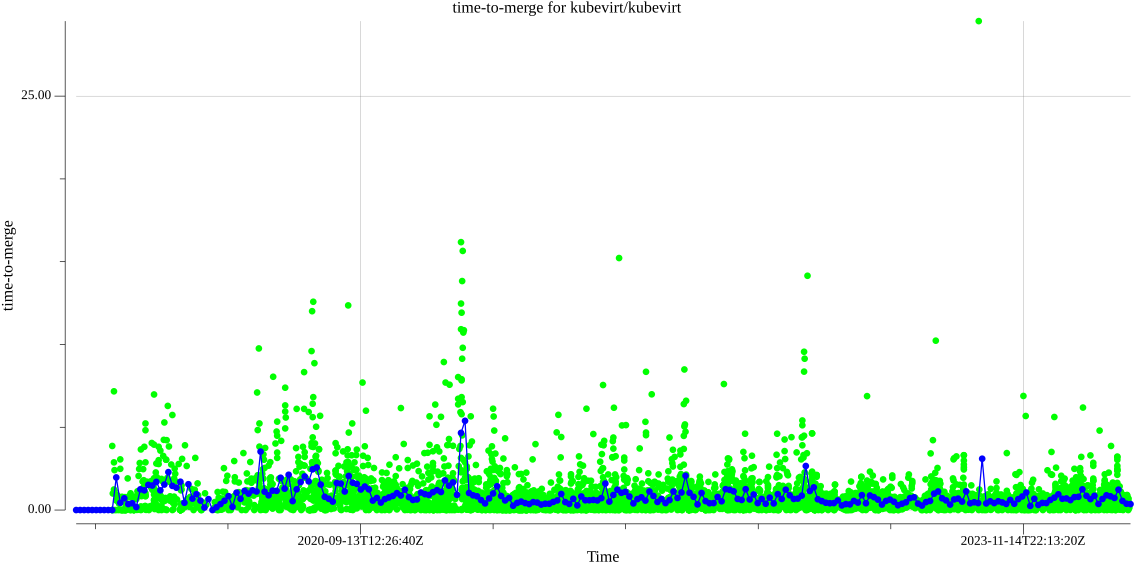 time-to-merge for kubevirt/kubevirt
25.00
time-to-merge
0.00
2020-09-13T12:26:40Z
2023-11-14T22:13:20Z
Time